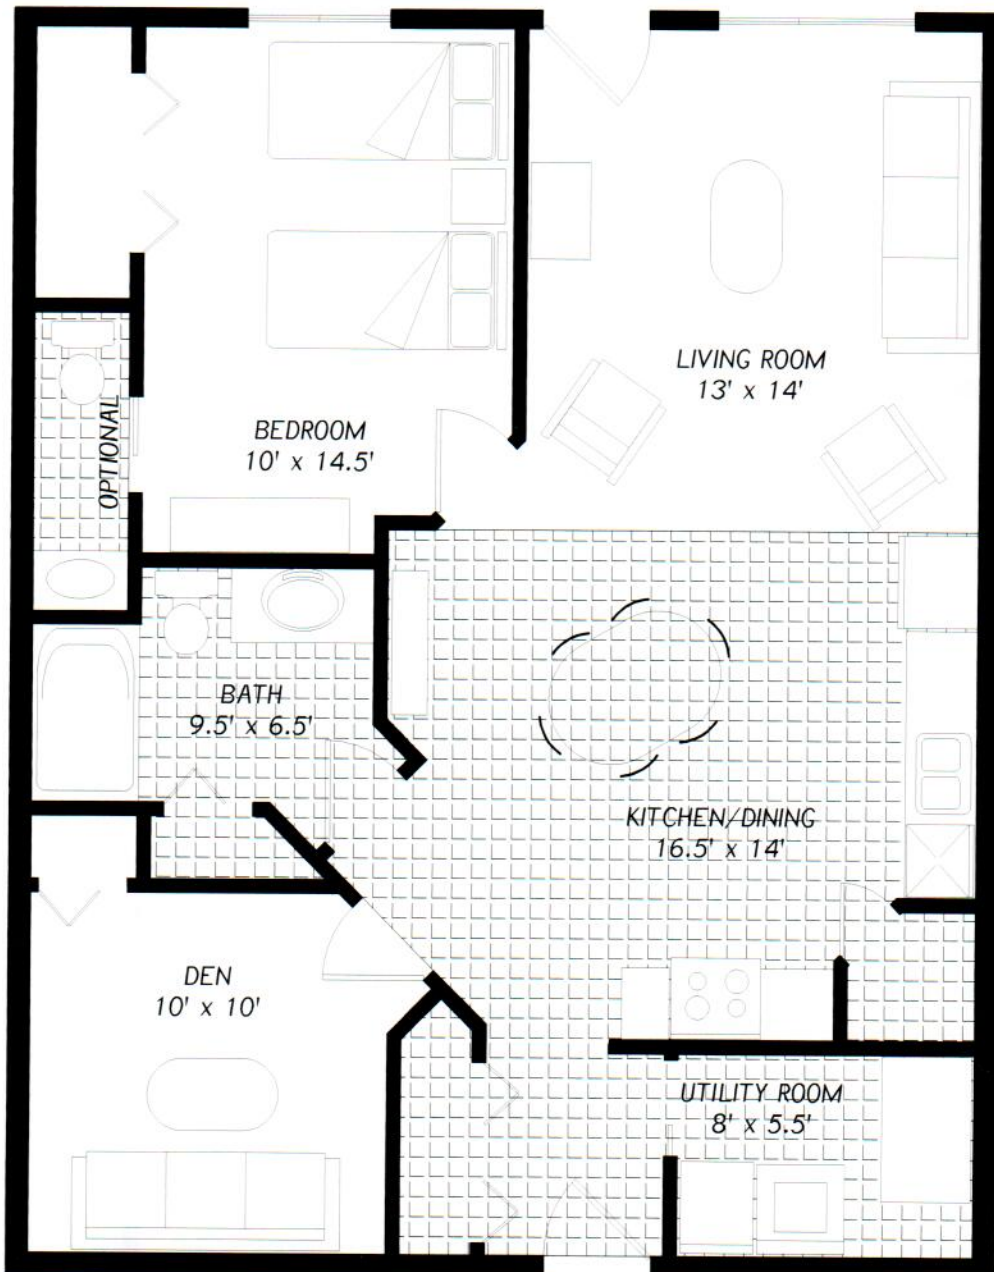 LIVING ROOM
13' x 14'
OPTIONAL
BEDROOM
10' x 14.5'
BATH
9.5' x 6.5'
KITCHEN/DINING
16.5' x 14'
DEN
10' x 10'
UTILITY ROOM
8' x 5.5'